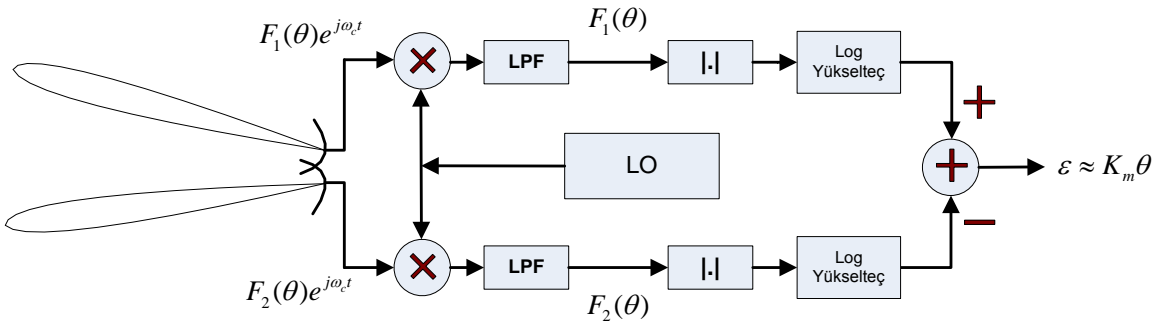 F₁(θ)e^{jω_c t}
F₁(θ)
LPF
|.|
Log
Yükselteç
+
LO
+
ε ≈ K_m θ
−
LPF
|.|
Log
Yükselteç
F₂(θ)e^{jω_c t}
F₂(θ)